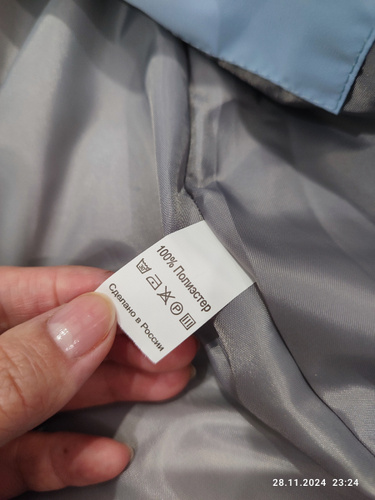 100% Полиэстер
P
Сделано в России
28.11.2024 23:24